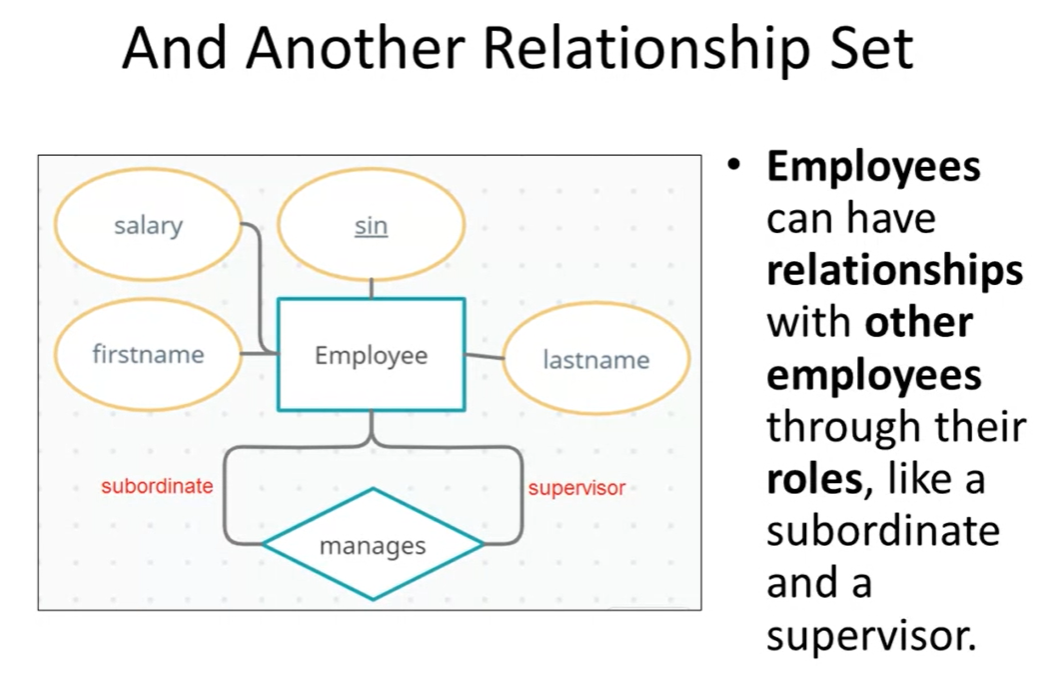 And Another Relationship Set
salary
sin
firstname
Employee
lastname
subordinate
supervisor
manages
• Employees
can have
relationships
with other
employees
through their
roles, like a
subordinate
and a
supervisor.